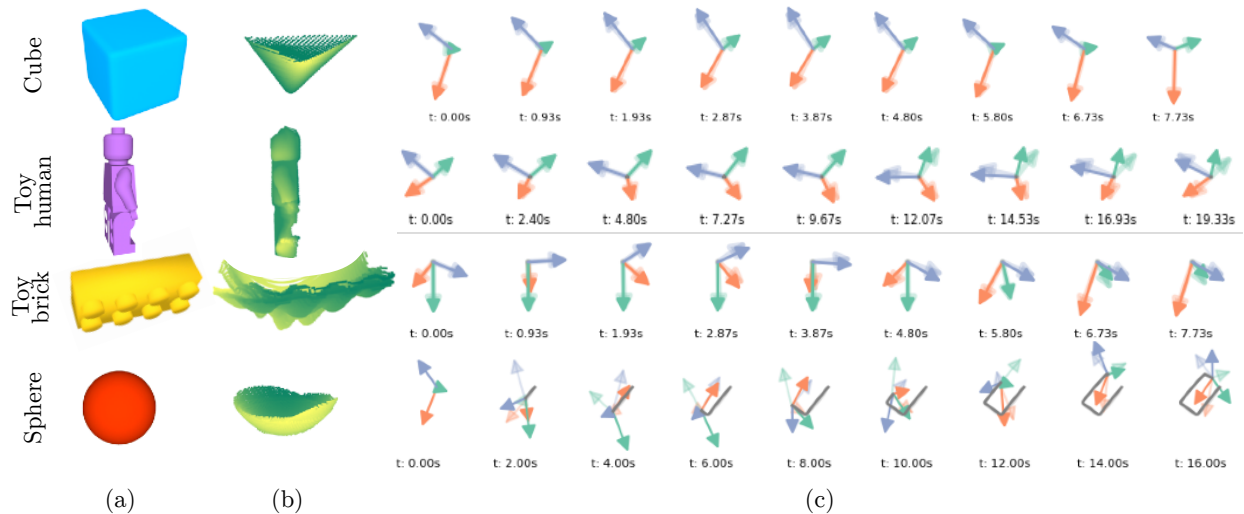 Cube
t: 0.00s t: 0.93s t: 1.93s t: 2.87s t: 3.87s t: 4.80s t: 5.80s t: 6.73s t: 7.73s
Toy
human
t: 0.00s t: 2.40s t: 4.80s t: 7.27s t: 9.67s t: 12.07s t: 14.53s t: 16.93s t: 19.33s
Toy
brick
t: 0.00s t: 0.93s t: 1.93s t: 2.87s t: 3.87s t: 4.80s t: 5.80s t: 6.73s t: 7.73s
Sphere
t: 0.00s t: 2.00s t: 4.00s t: 6.00s t: 8.00s t: 10.00s t: 12.00s t: 14.00s t: 16.00s
(a) (b) (c)